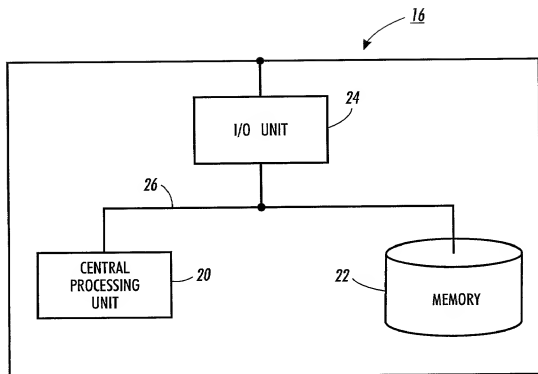 16
I/O UNIT
24
26
CENTRAL
PROCESSING
UNIT
20
22
MEMORY